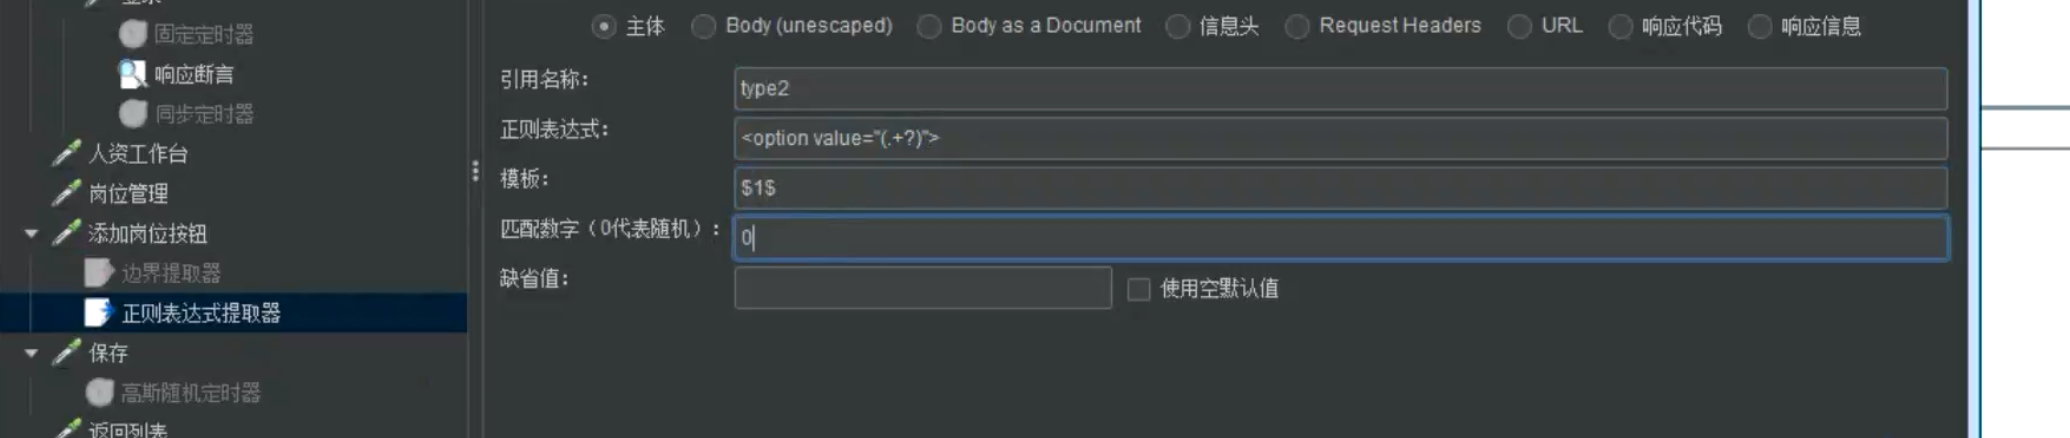 固定定时器
响应断言
同步定时器
人资工作台
岗位管理
添加岗位按钮
边界提取器
正则表达式提取器
保存
高斯随机定时器
返回列表
主体 Body (unescaped) Body as a Document 信息头 Request Headers URL 响应代码 响应信息
引用名称： type2
正则表达式： <option value="(.+?)">
模板： $1$
匹配数字（0代表随机）： 0
缺省值： 使用空默认值